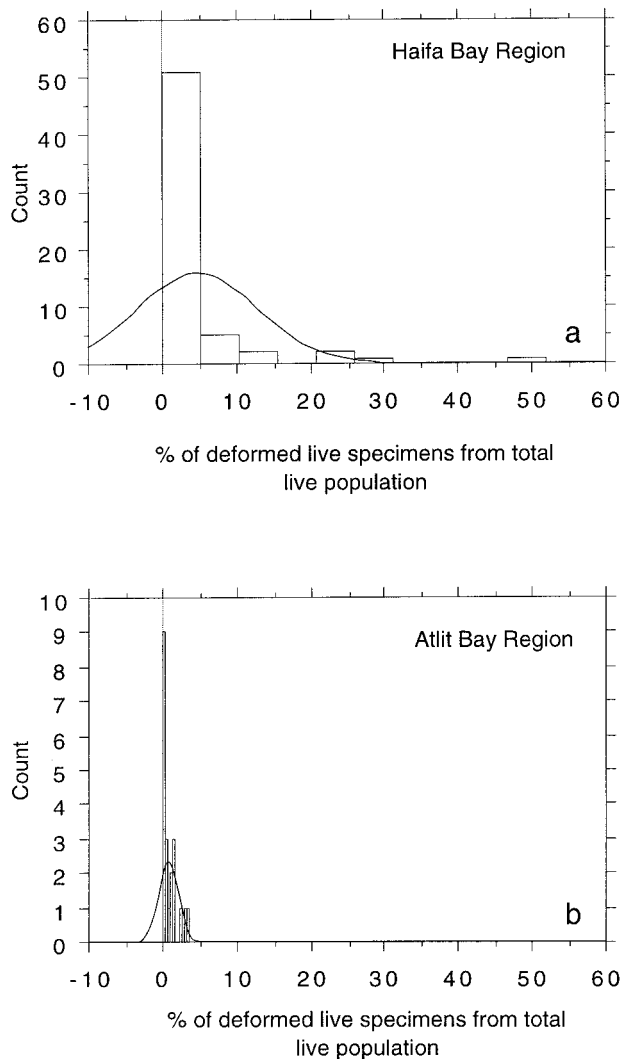 60
Haifa Bay Region
50
40
Count
30
20
10
a
0
-10 0 10 20 30 40 50 60
% of deformed live specimens from total
live population
10
Atlit Bay Region
9
8
7
6
Count
5
4
3
2
1
b
0
-10 0 10 20 30 40 50 60
% of deformed live specimens from total
live population